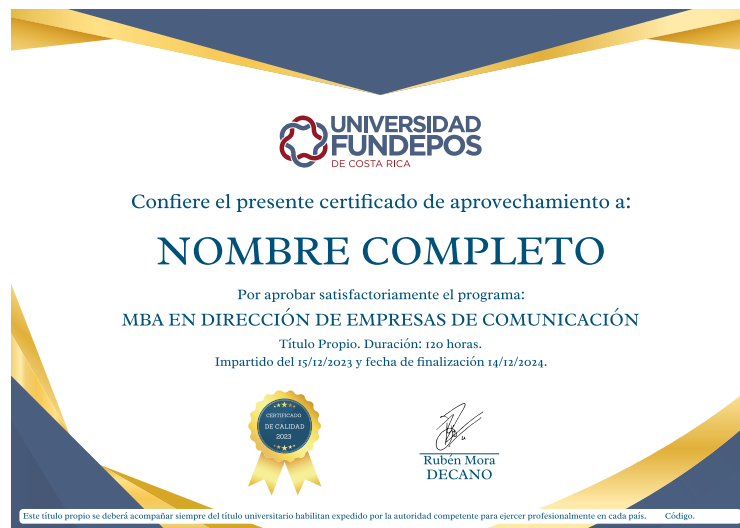 UNIVERSIDAD
FUNDEPOS
DE COSTA RICA
Confiere el presente certificado de aprovechamiento a:
NOMBRE COMPLETO
Por aprobar satisfactoriamente el programa:
MBA EN DIRECCIÓN DE EMPRESAS DE COMUNICACIÓN
Título Propio. Duración: 120 horas.
Impartido del 15/12/2023 y fecha de finalización 14/12/2024.
CERTIFICADO
DE CALIDAD
2023
Rubén Mora
DECANO
Este título propio se deberá acompañar siempre del título universitario habilitan expedido por la autoridad competente para ejercer profesionalmente en cada país. Código.